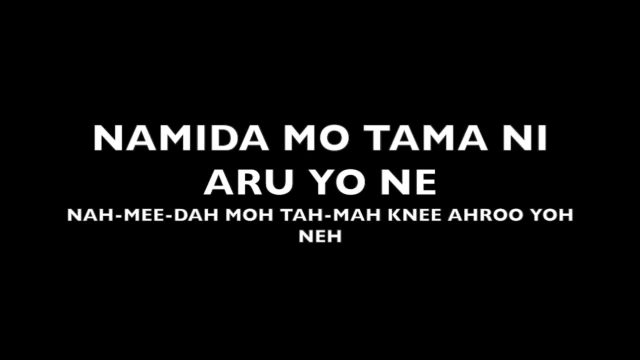 NAMIDA MO TAMA NI
ARU YO NE
NAH-MEE-DAH MOH TAH-MAH KNEE AHROO YOH
NEH